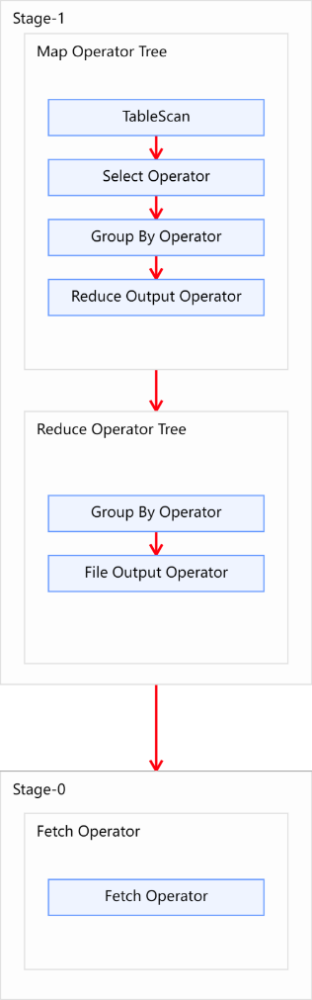 Stage-1
Map Operator Tree
TableScan
Select Operator
Group By Operator
Reduce Output Operator
Reduce Operator Tree
Group By Operator
File Output Operator
Stage-0
Fetch Operator
Fetch Operator